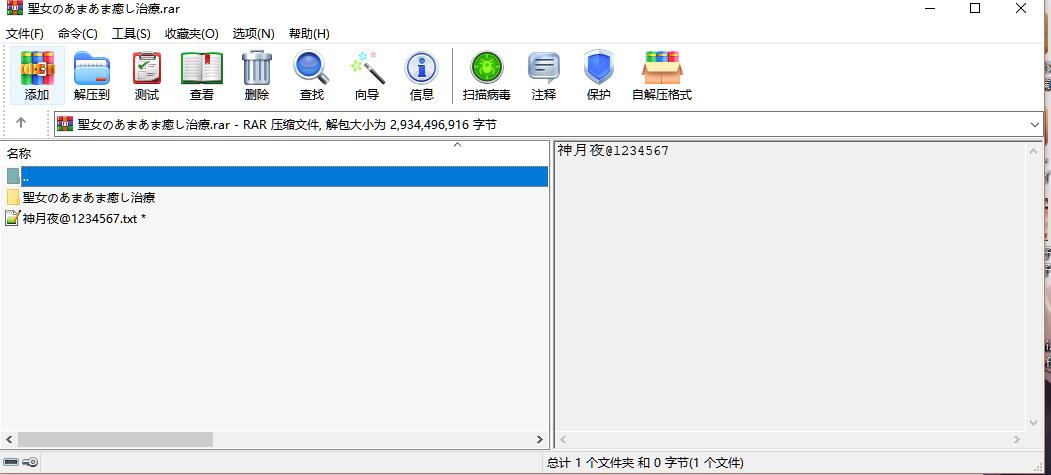 聖女のあまあま癒し治療.rar
文件(F) 命令(C) 工具(S) 收藏夹(O) 选项(N) 帮助(H)
添加 解压到 测试 查看 删除 查找 向导 信息 扫描病毒 注释 保护 自解压格式
聖女のあまあま癒し治療.rar - RAR 压缩文件, 解包大小为 2,934,496,916 字节
名称
..
聖女のあまあま癒し治療
神月夜@1234567.txt *
神月夜@1234567
总计 1 个文件夹 和 0 字节(1 个文件)